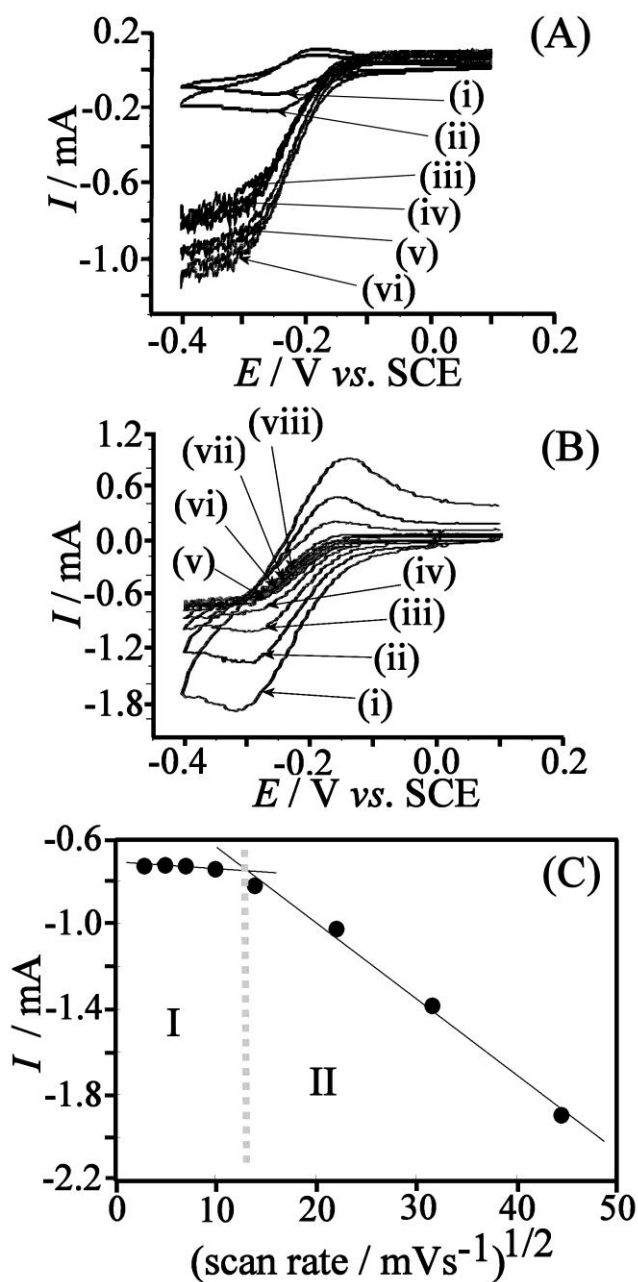 (A)
0.2
-0.2
-0.6
-1.0
I / mA
(i)
(ii)
(iii)
(iv)
(v)
(vi)
-0.4 -0.2 0.0 0.2
E / V vs. SCE
(B)
1.2
0.6
0.0
-0.6
-1.2
-1.8
I / mA
(viii)
(vii)
(vi)
(v)
(iv)
(iii)
(ii)
(i)
-0.4 -0.2 0.0 0.2
E / V vs. SCE
(C)
-0.6
-1.0
-1.4
-1.8
-2.2
I / mA
I
II
0 10 20 30 40 50
(scan rate / mVs-1)1/2